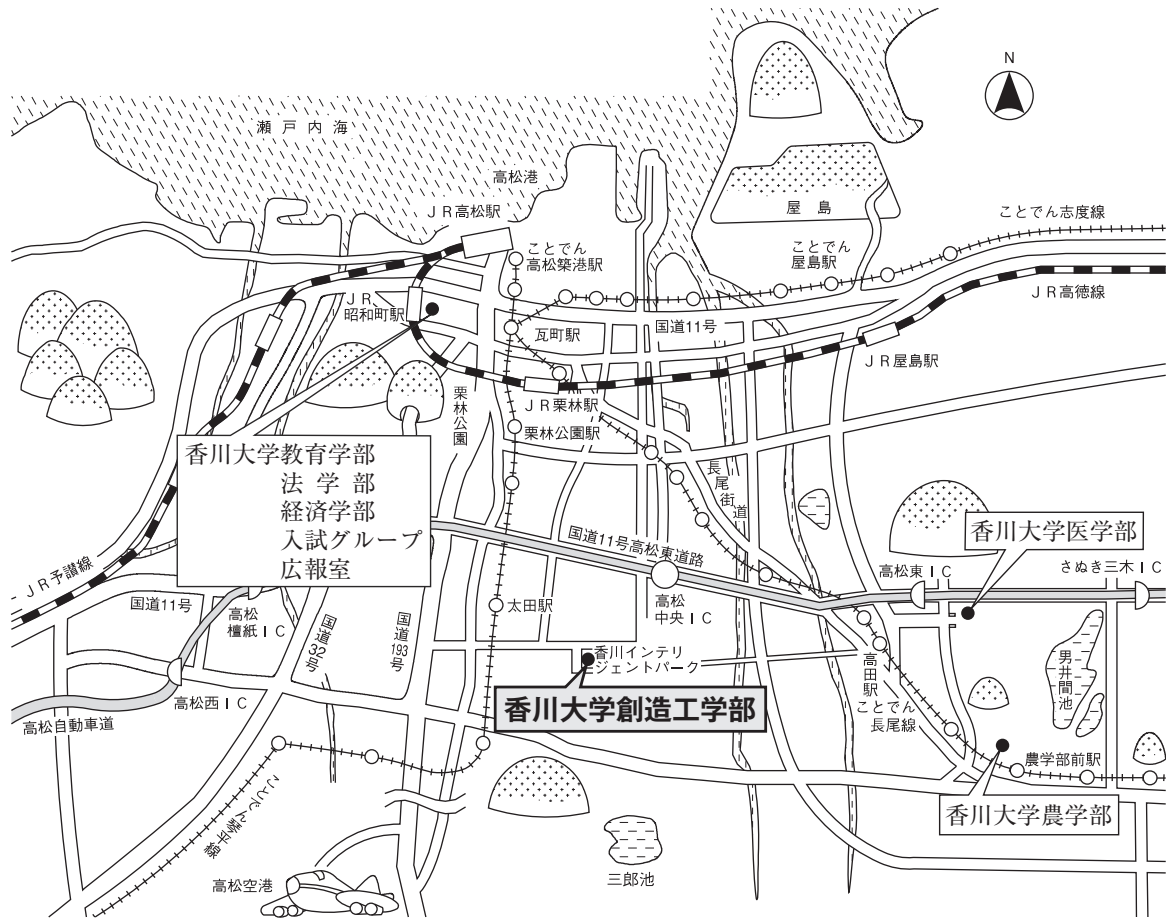 N
瀬戸内海
高松港
JR高松駅
屋島
ことでん志度線
ことでん
高松築港駅
ことでん
屋島駅
JR高徳線
JR
昭和町駅
瓦町駅
国道11号
JR屋島駅
栗林公園
JR栗林駅
栗林公園駅
長尾街道
香川大学教育学部
法学部
経済学部
入試グループ
広報室
国道11号高松東道路
香川大学医学部
高松東IC
さぬき三木IC
JR予讃線
国道11号
高松
檀紙IC
国道32号
国道193号
太田駅
高松
中央IC
香川インテリ
ジェントパーク
高田駅
男井間池
高松西IC
高松自動車道
香川大学創造工学部
ことでん
長尾線
農学部前駅
香川大学農学部
ことでん琴平線
高松空港
三郎池